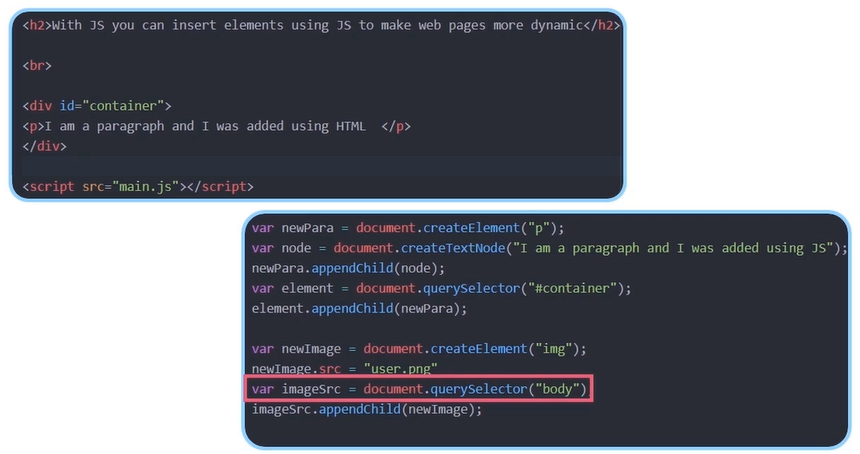 <h2>With JS you can insert elements using JS to make web pages more dynamic</h2>
<br>
<div id="container">
<p>I am a paragraph and I was added using HTML  </p>
</div>
<script src="main.js"></script>
var newPara = document.createElement("p");
var node = document.createTextNode("I am a paragraph and I was added using JS");
newPara.appendChild(node);
var element = document.querySelector("#container");
element.appendChild(newPara);
var newImage = document.createElement("img");
newImage.src = "user.png"
var imageSrc = document.querySelector("body")
imageSrc.appendChild(newImage);